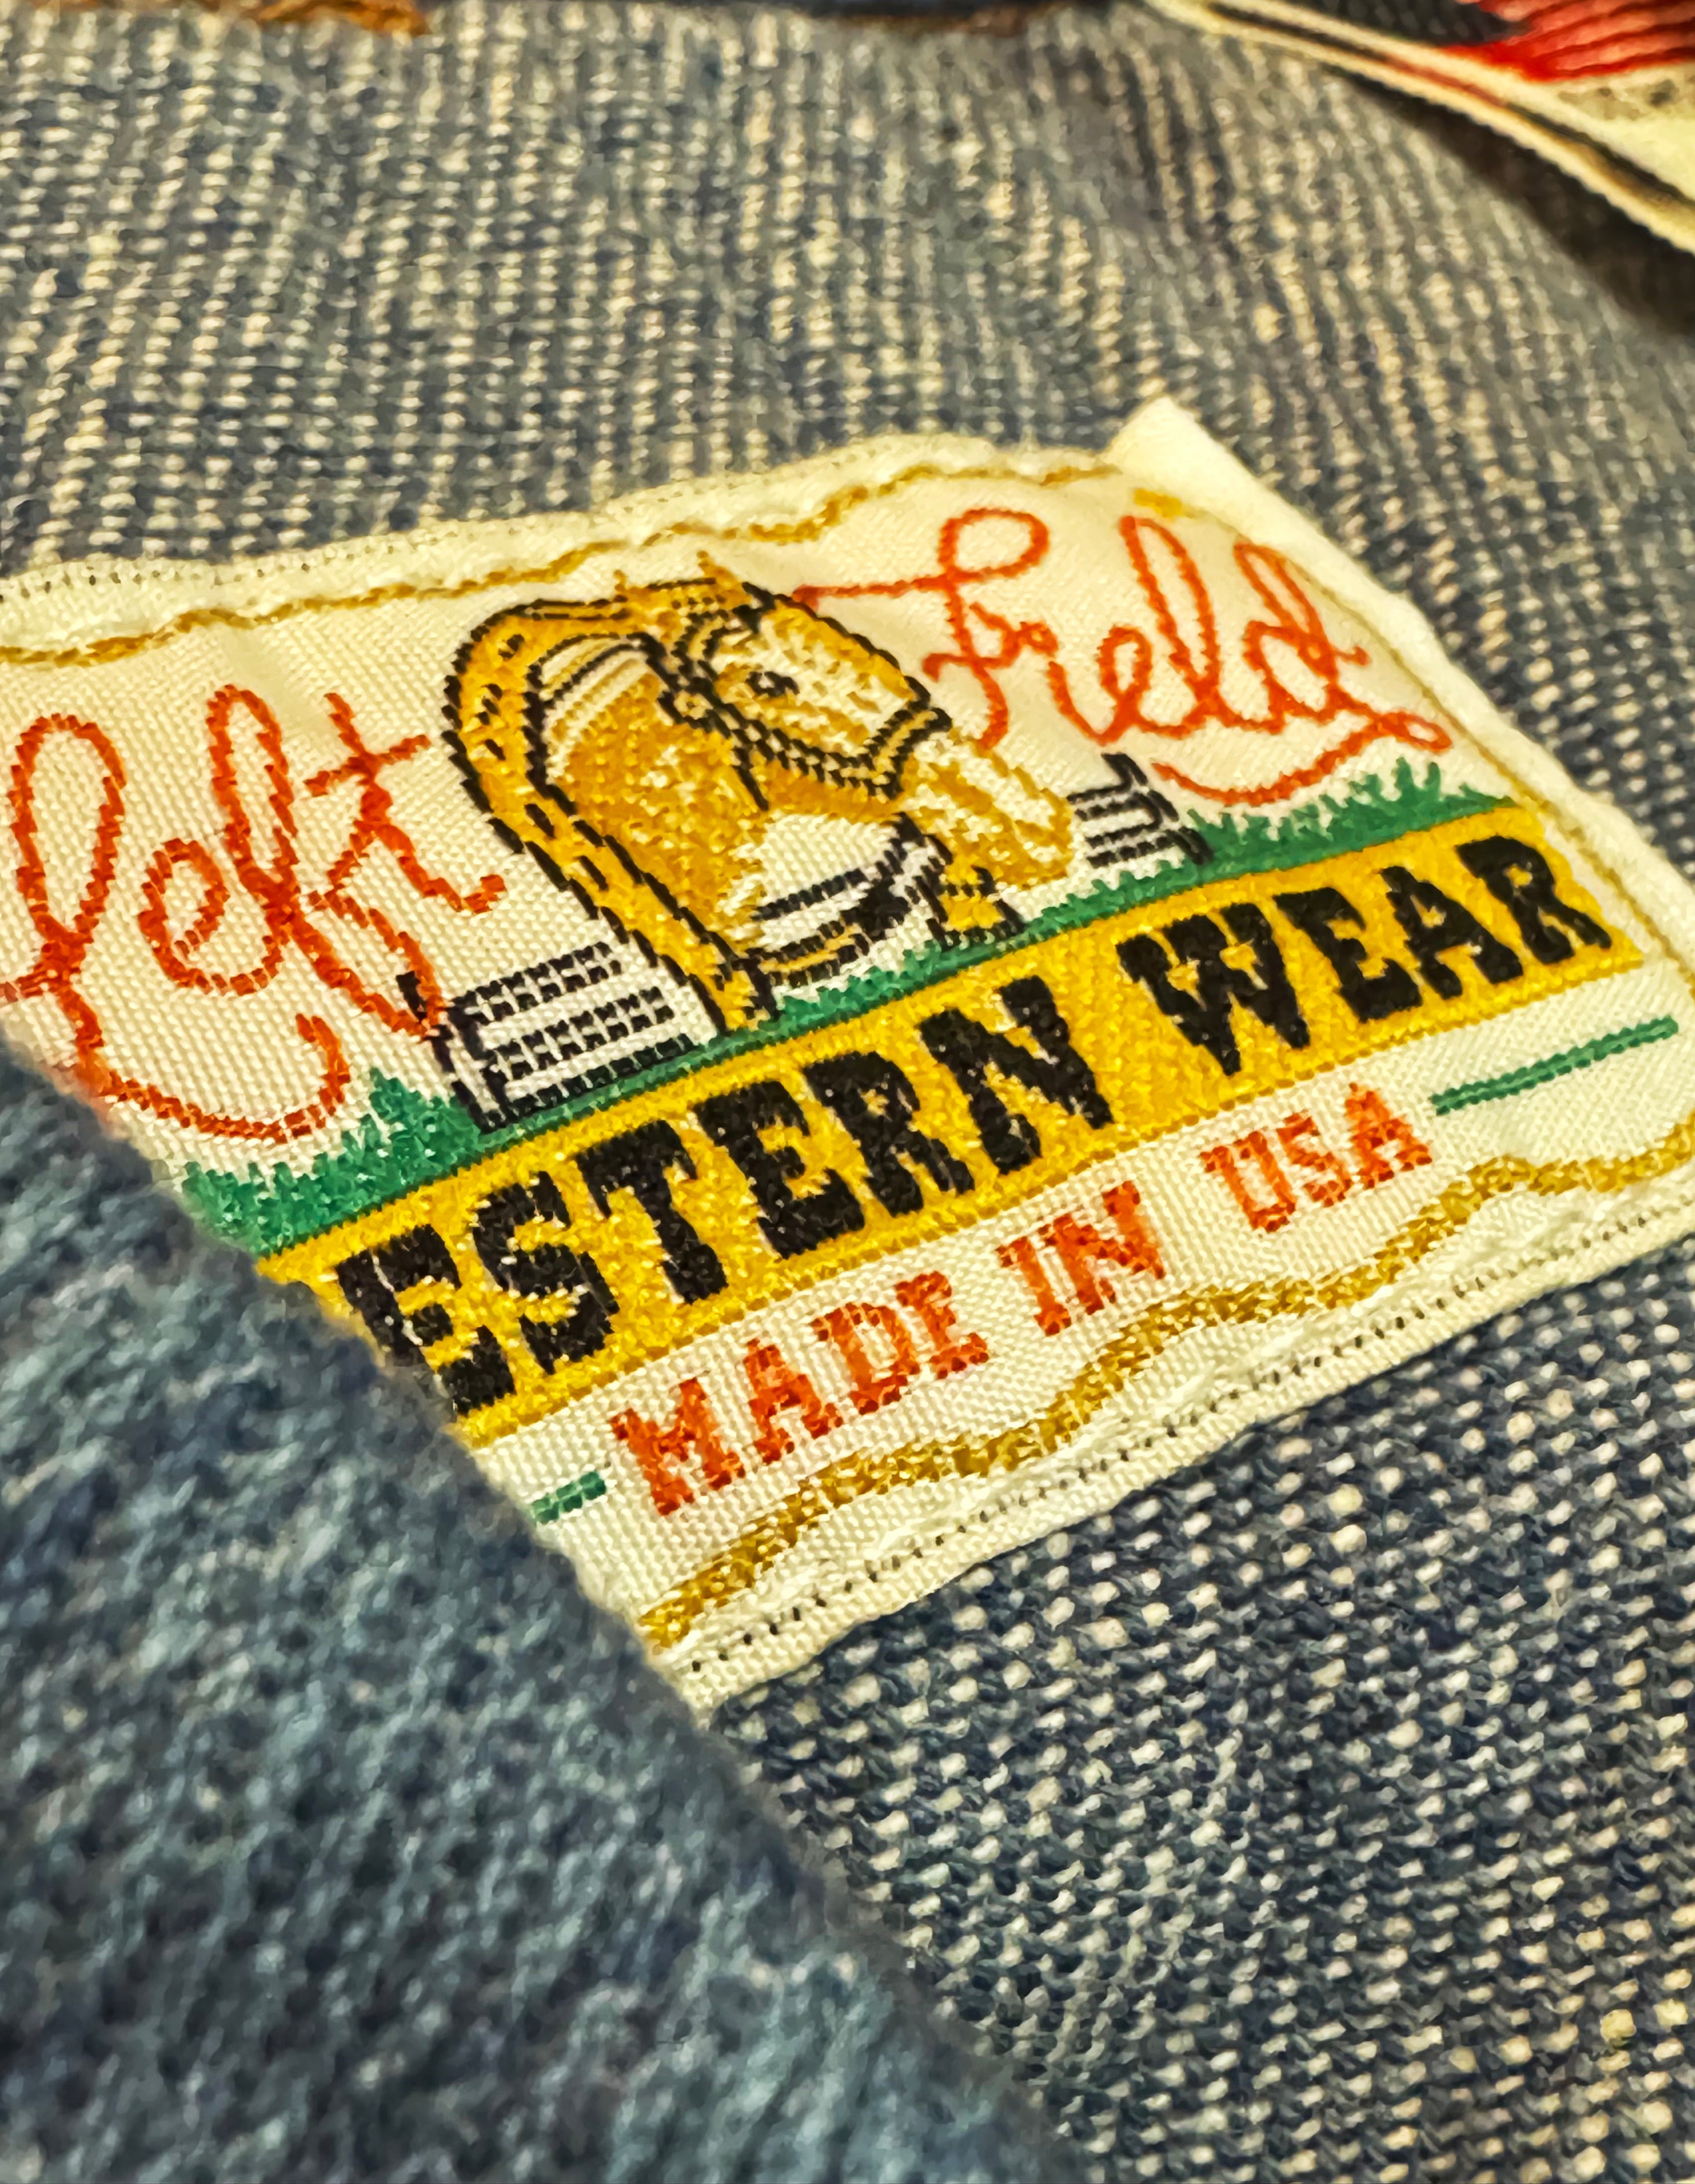 Left Field
ESTERN WEAR
MADE IN USA